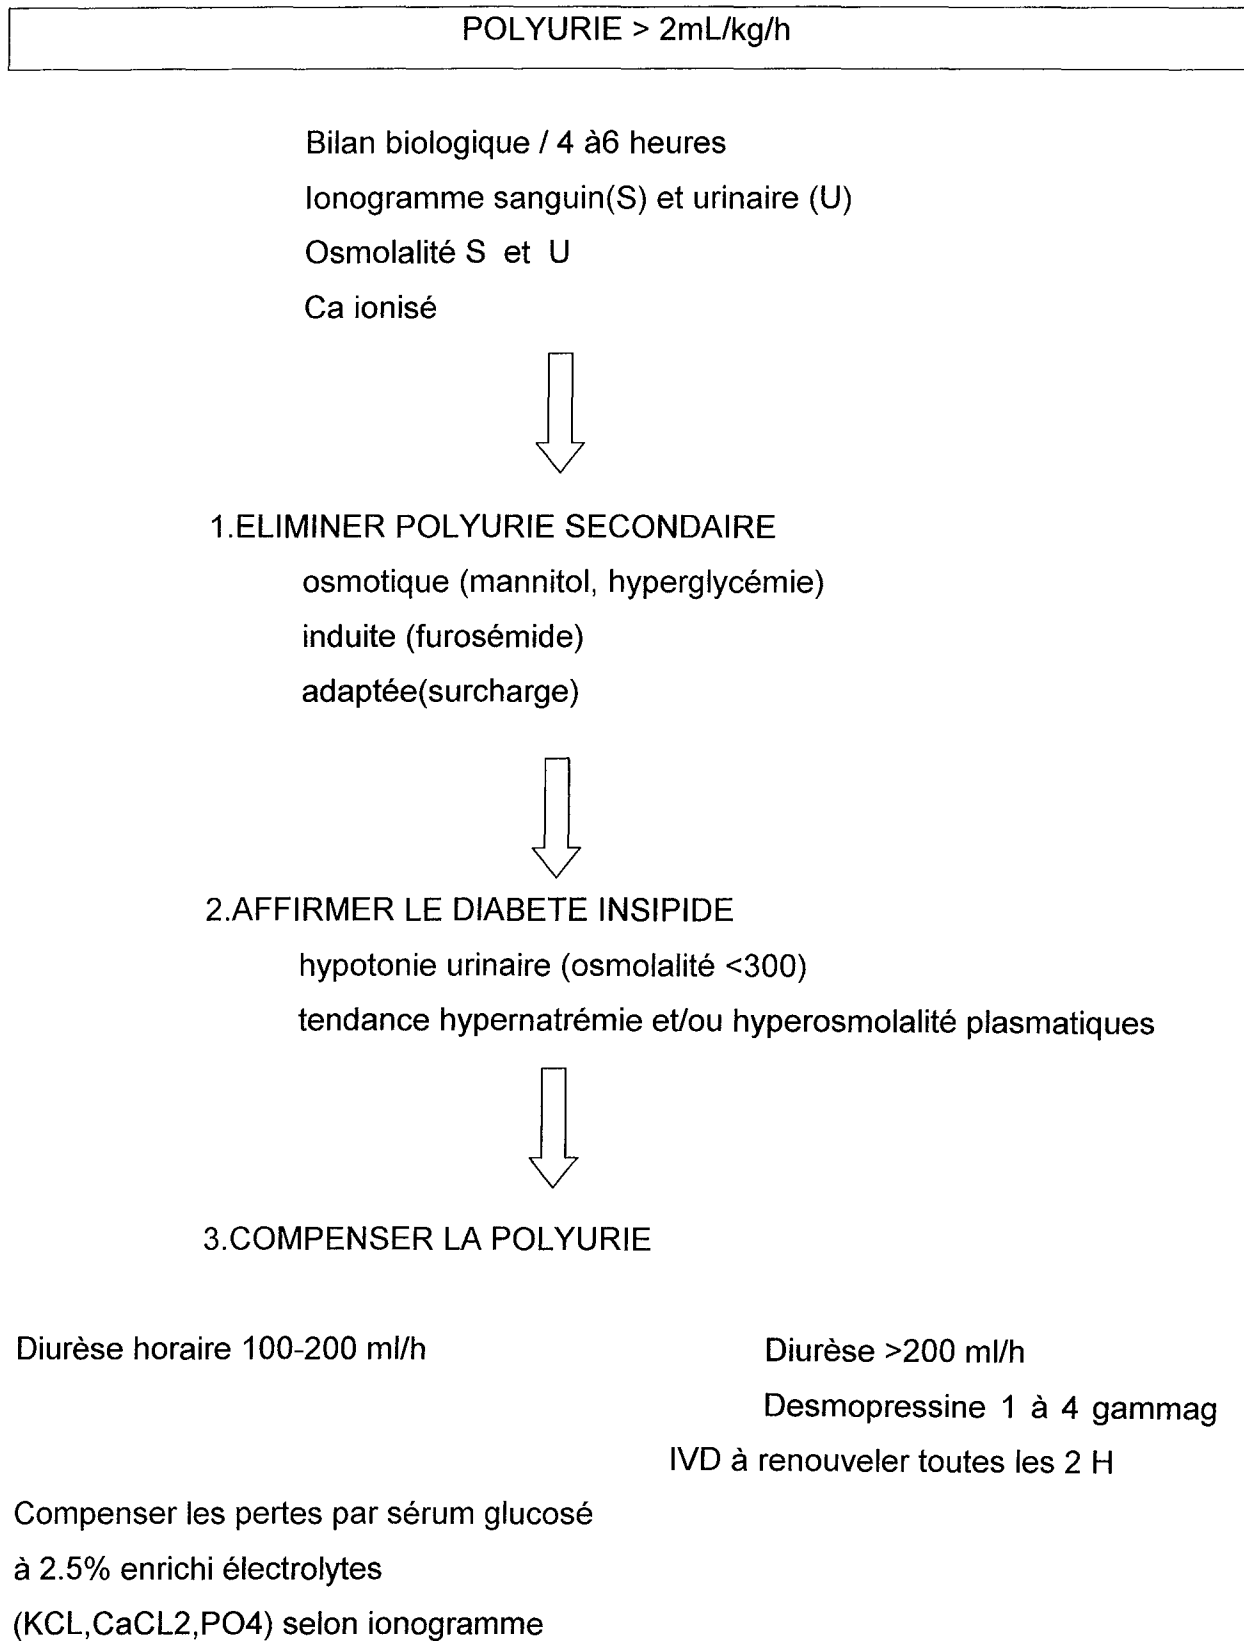 POLYURIE > 2mL/kg/h
Bilan biologique / 4 à6 heures
Ionogramme sanguin(S) et urinaire (U)
Osmolalité S et U
Ca ionisé
1.ELIMINER POLYURIE SECONDAIRE
osmotique (mannitol, hyperglycémie)
induite (furosémide)
adaptée(surcharge)
2.AFFIRMER LE DIABETE INSIPIDE
hypotonie urinaire (osmolalité <300)
tendance hypernatrémie et/ou hyperosmolalité plasmatiques
3.COMPENSER LA POLYURIE
Diurèse horaire 100-200 ml/h
Diurèse >200 ml/h
Desmopressine 1 à 4 gammag
IVD à renouveler toutes les 2 H
Compenser les pertes par sérum glucosé
à 2.5% enrichi électrolytes
(KCL,CaCL2,PO4) selon ionogramme